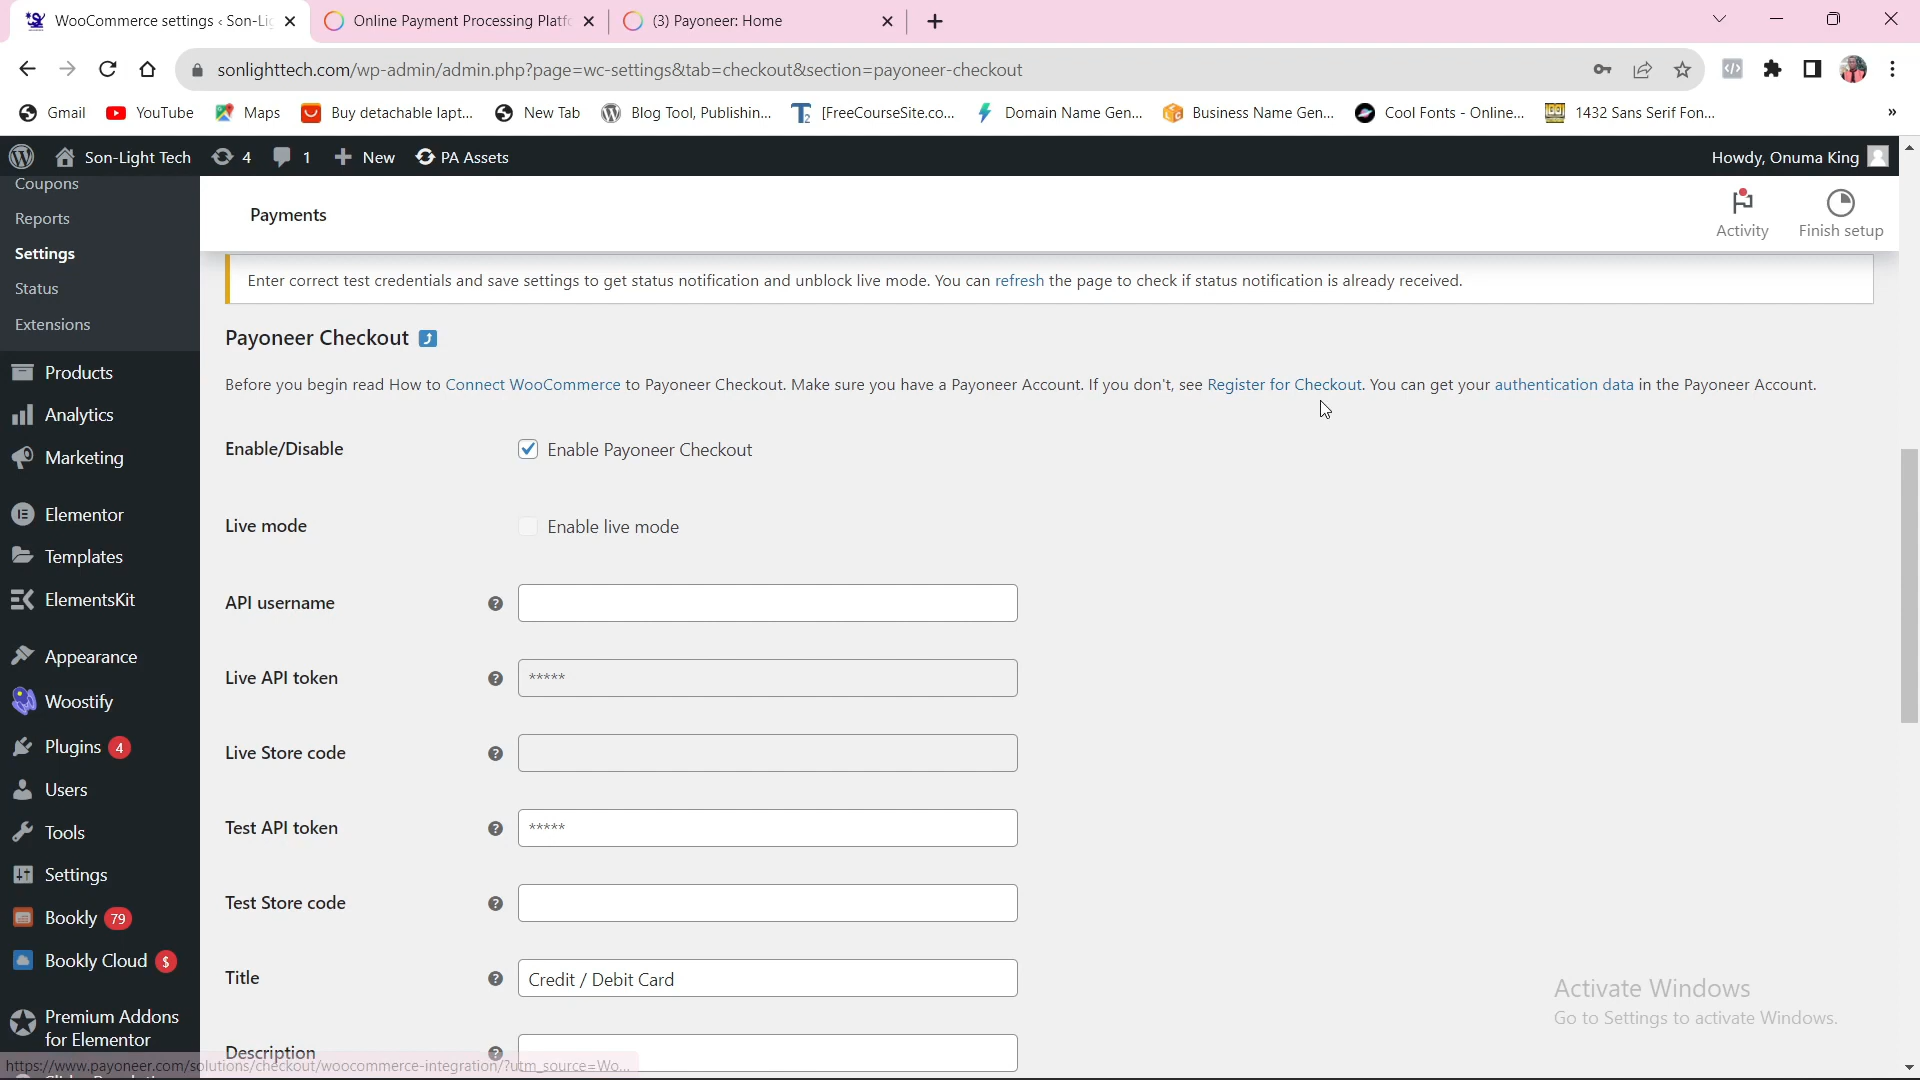 WooCommerce settings ‹ Son-Li
Online Payment Processing Platf
(3) Payoneer: Home
sonlighttech.com/wp-admin/admin.php?page=wc-settings&tab=checkout&section=payoneer-checkout
Gmail
YouTube
Maps
Buy detachable lapt...
New Tab
Blog Tool, Publishin...
[FreeCourseSite.co...
Domain Name Gen...
Business Name Gen...
Cool Fonts - Online...
1432 Sans Serif Fon...
»
Son-Light Tech
4
1
New
PA Assets
Howdy, Onuma King
Coupons
Reports
Settings
Status
Extensions
Products
Analytics
Marketing
Elementor
Templates
ElementsKit
Appearance
Woostify
Plugins 4
Users
Tools
Settings
Bookly 79
Bookly Cloud $
Premium Addons
for Elementor
Payments
Activity
Finish setup
Enter correct test credentials and save settings to get status notification and unblock live mode. You can refresh the page to check if status notification is already received.
Payoneer Checkout ⤴
Before you begin read How to Connect WooCommerce to Payoneer Checkout. Make sure you have a Payoneer Account. If you don't, see Register for Checkout. You can get your authentication data in the Payoneer Account.
Enable/Disable
Enable Payoneer Checkout
Live mode
Enable live mode
API username
Live API token
*****
Live Store code
Test API token
*****
Test Store code
Title
Credit / Debit Card
Description
Activate Windows
Go to Settings to activate Windows.
https://www.payoneer.com/solutions/checkout/woocommerce-integration/?utm_source=Wo...